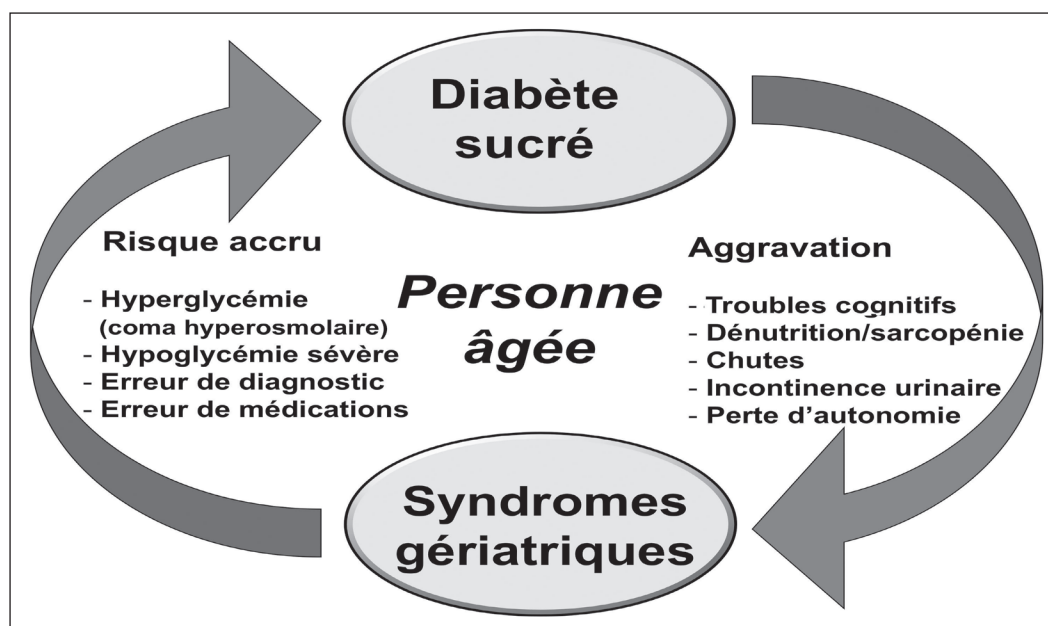 Diabète
sucré
Risque accru
- Hyperglycémie
(coma hyperosmolaire)
- Hypoglycémie sévère
- Erreur de diagnostic
- Erreur de médications
Personne
âgée
Aggravation
- Troubles cognitifs
- Dénutrition/sarcopénie
- Chutes
- Incontinence urinaire
- Perte d’autonomie
Syndromes
gériatriques